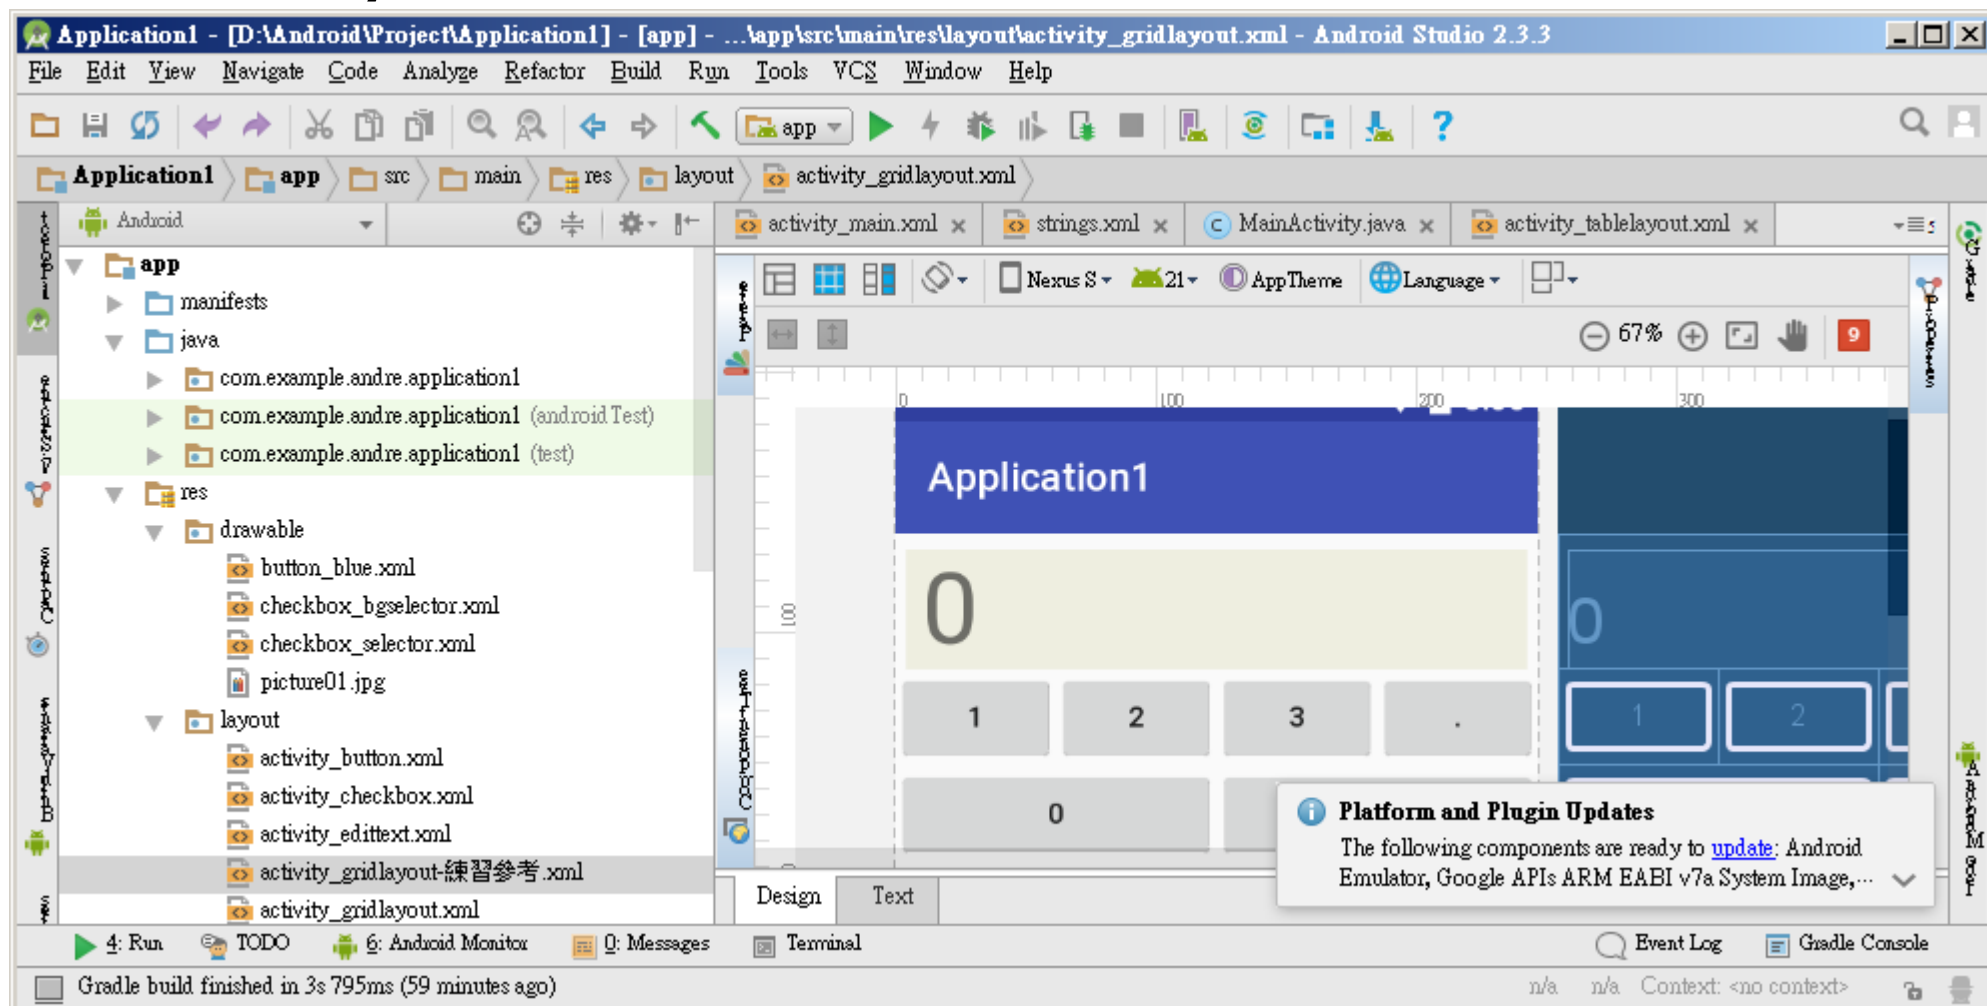 Application1 - [D:\Android\Project\Application1] - [app] - ...\app\src\main\res\layout\activity_gridlayout.xml - Android Studio 2.3.3
File Edit View Navigate Code Analyze Refactor Build Run Tools VCS Window Help
app
Application1 app src main res layout activity_gridlayout.xml
Android
activity_main.xml strings.xml MainActivity.java activity_tablelayout.xml
app
manifests
java
com.example.andre.application1
com.example.andre.application1 (androidTest)
com.example.andre.application1 (test)
res
drawable
button_blue.xml
checkbox_bgselector.xml
checkbox_selector.xml
picture01.jpg
layout
activity_button.xml
activity_checkbox.xml
activity_edittext.xml
activity_gridlayout-練習參考.xml
activity_gridlayout.xml
Nexus S 21 AppTheme Language
67% 9
0 100 200 300
100
Application1
0
1 2 3 .
0
0
1 2
Platform and Plugin Updates
The following components are ready to update: Android
Emulator, Google APIs ARM EABI v7a System Image,...
Design Text
4: Run TODO 6: Android Monitor 0: Messages Terminal Event Log Gradle Console
Gradle build finished in 3s 795ms (59 minutes ago) n/a n/a Context: <no context>